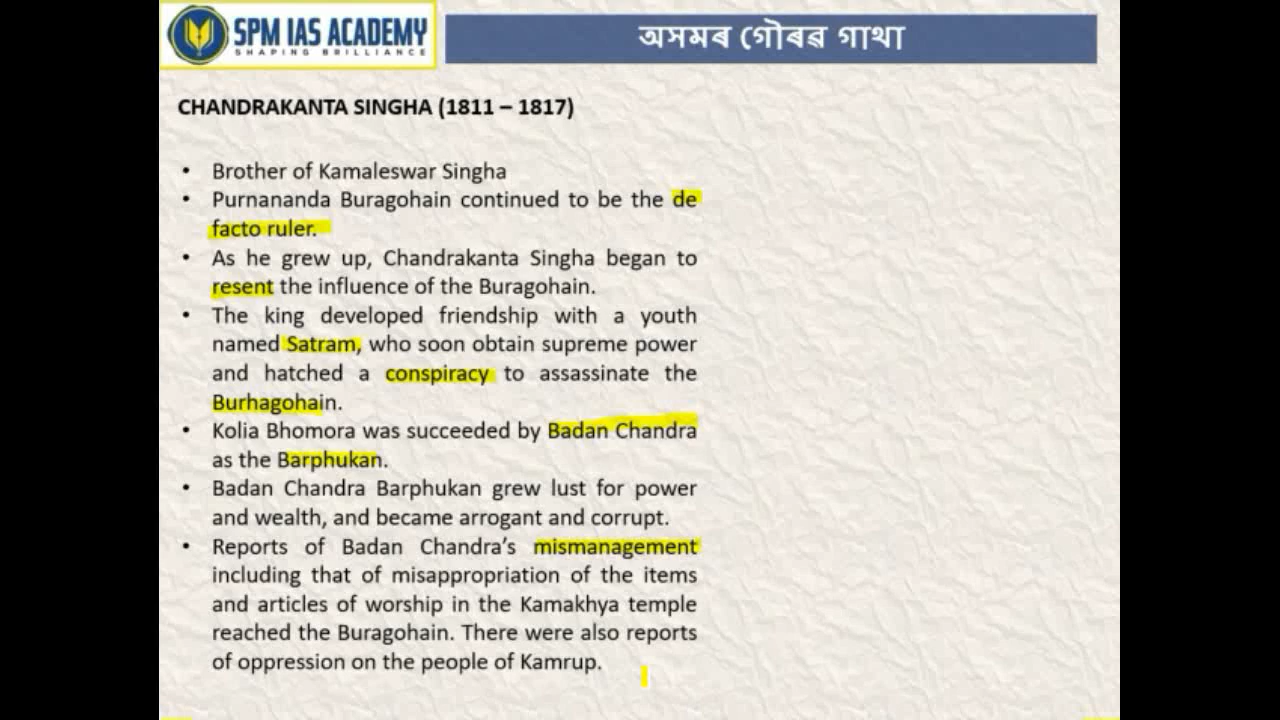 SPM IAS ACADEMY
SHAPING BRILLIANCE
অসমৰ গৌৰৱ গাথা
CHANDRAKANTA SINGHA (1811 – 1817)
• Brother of Kamaleswar Singha
• Purnananda Buragohain continued to be the de
facto ruler.
• As he grew up, Chandrakanta Singha began to
resent the influence of the Buragohain.
• The king developed friendship with a youth
named Satram, who soon obtain supreme power
and hatched a conspiracy to assassinate the
Burhagohain.
• Kolia Bhomora was succeeded by Badan Chandra
as the Barphukan.
• Badan Chandra Barphukan grew lust for power
and wealth, and became arrogant and corrupt.
• Reports of Badan Chandra’s mismanagement
including that of misappropriation of the items
and articles of worship in the Kamakhya temple
reached the Buragohain. There were also reports
of oppression on the people of Kamrup.